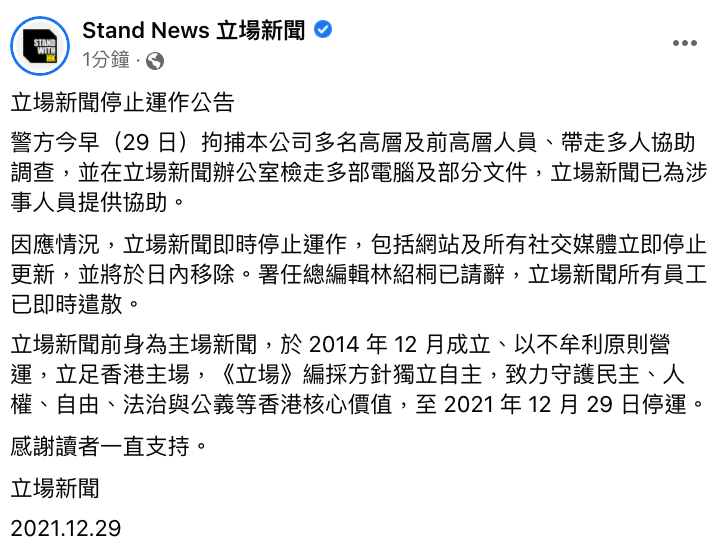 Stand News 立場新聞
1分鐘 ·
STAND
WITH
HK
立場新聞停止運作公告
警方今早（29 日）拘捕本公司多名高層及前高層人員、帶走多人協助
調查，並在立場新聞辦公室檢走多部電腦及部分文件，立場新聞已為涉
事人員提供協助。
因應情況，立場新聞即時停止運作，包括網站及所有社交媒體立即停止
更新，並將於日內移除。署任總編輯林紹桐已請辭，立場新聞所有員工
已即時遣散。
立場新聞前身為主場新聞，於 2014 年 12 月成立、以不牟利原則營
運，立足香港主場，《立場》編採方針獨立自主，致力守護民主、人
權、自由、法治與公義等香港核心價值，至 2021 年 12 月 29 日停運。
感謝讀者一直支持。
立場新聞
2021.12.29